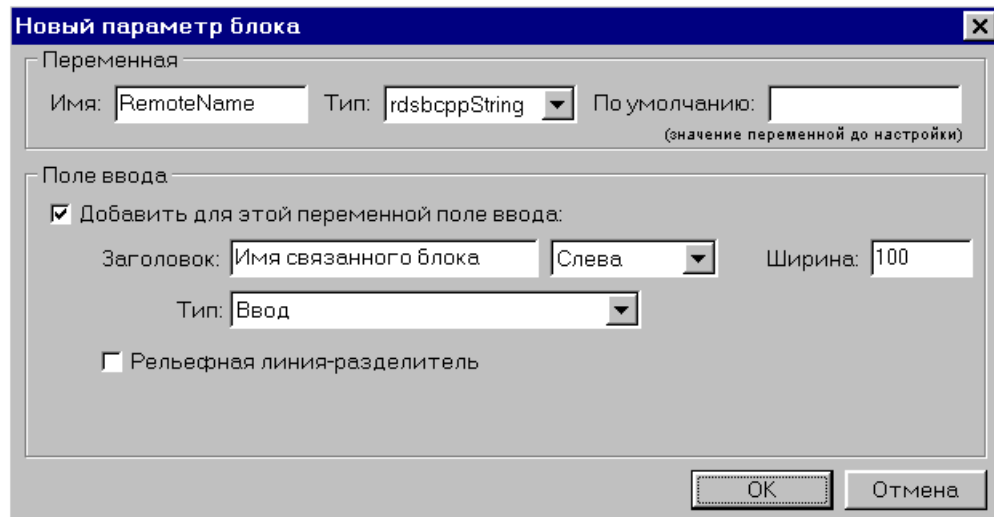 Новый параметр блока
Переменная
Имя: RemoteName Тип: rdsbcppString По умолчанию:
(значение переменной до настройки)
Поле ввода
Добавить для этой переменной поле ввода:
Заголовок: Имя связанного блока Слева Ширина: 100
Тип: Ввод
Рельефная линия-разделитель
OK Отмена